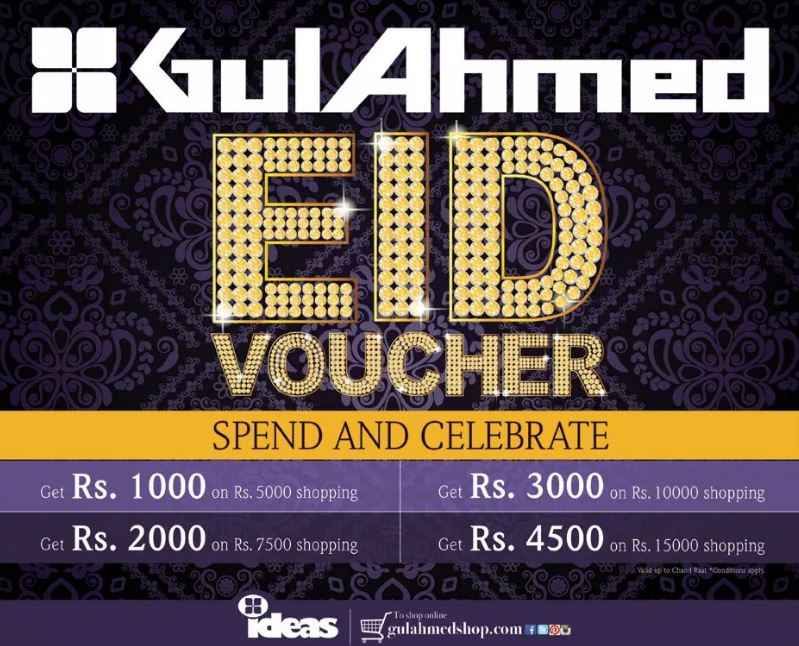 GulAhmed
EID
VOUCHER
SPEND AND CELEBRATE
Get Rs. 1000 on Rs. 5000 shopping
Get Rs. 3000 on Rs. 10000 shopping
Get Rs. 2000 on Rs. 7500 shopping
Get Rs. 4500 on Rs. 15000 shopping
Valid up to Chand Raat *Conditions apply.
ideas
To shop online
gulahmedshop.com